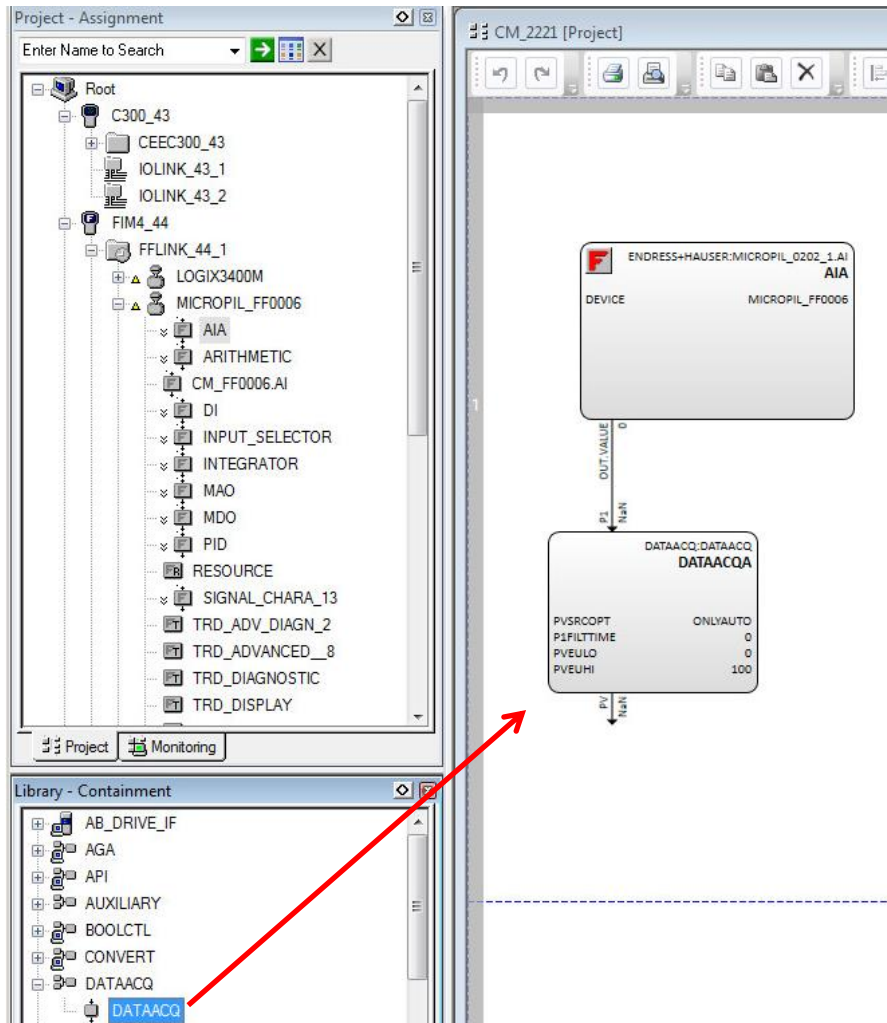 Project - Assignment
Enter Name to Search
Root
C300_43
CEEC300_43
IOLINK_43_1
IOLINK_43_2
FIM4_44
FFLINK_44_1
LOGIX3400M
MICROPIL_FF0006
AIA
ARITHMETIC
CM_FF0006.AI
DI
INPUT_SELECTOR
INTEGRATOR
MAO
MDO
PID
RESOURCE
SIGNAL_CHARA_13
TRD_ADV_DIAGN_2
TRD_ADVANCED__8
TRD_DIAGNOSTIC
TRD_DISPLAY
Project
Monitoring
Library - Containment
AB_DRIVE_IF
AGA
API
AUXILIARY
BOOLCTL
CONVERT
DATAACQ
DATAACQ
CM_2221 [Project]
1
ENDRESS+HAUSER:MICROPIL_0202_1.AI
AIA
DEVICE MICROPIL_FF0006
OUT.VALUE
0
P1
NaN
DATAACQ:DATAACQ
DATAACQA
PVSRCOPT ONLYAUTO
P1FILTTIME 0
PVEULO 0
PVEUHI 100
PV
NaN